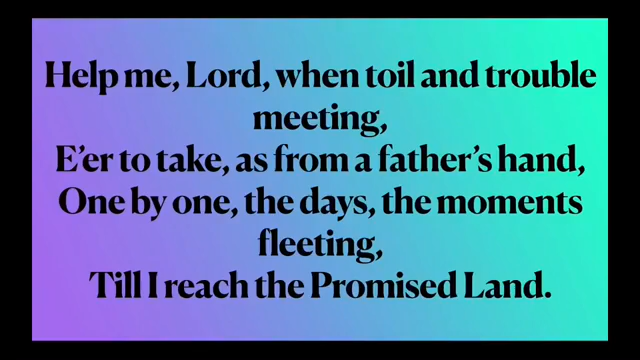 Help me, Lord, when toil and trouble
meeting,
E’er to take, as from a father’s hand,
One by one, the days, the moments
fleeting,
Till I reach the Promised Land.